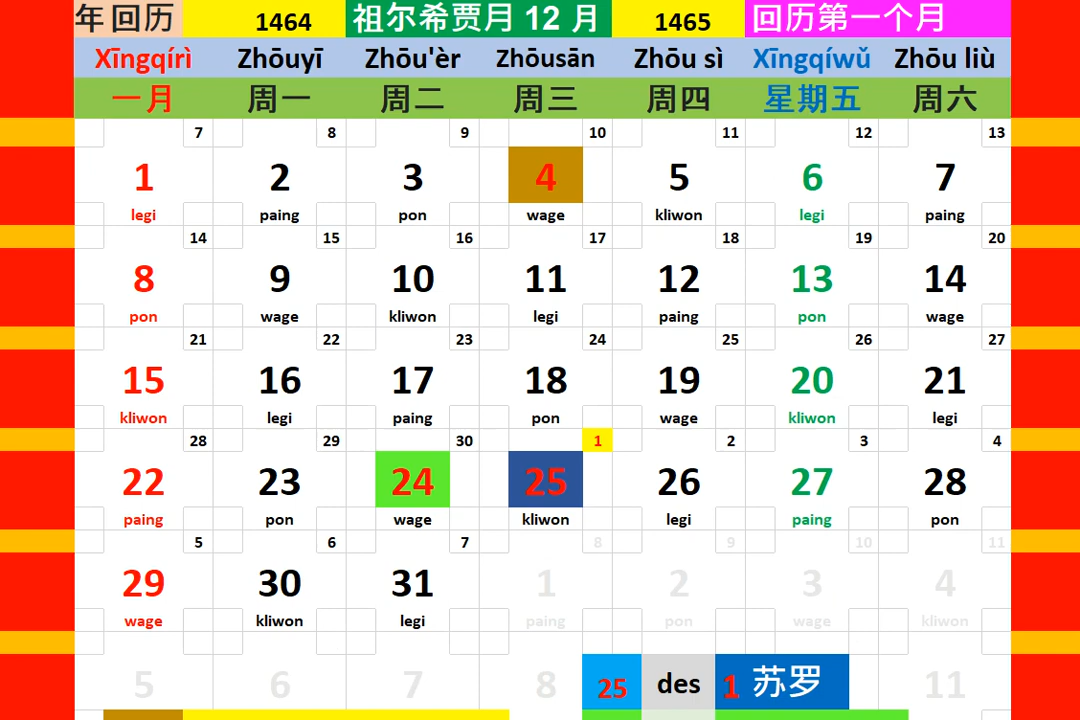 年回历 1464 祖尔希贾月 12 月 1465 回历第一个月
Xīngqírì Zhōuyī Zhōu'èr Zhōusān Zhōu sì Xīngqíwǔ Zhōu liù
一月 周一 周二 周三 周四 星期五 周六
7 8 9 10 11 12 13
1 2 3 4 5 6 7
legi paing pon wage kliwon legi paing
14 15 16 17 18 19 20
8 9 10 11 12 13 14
pon wage kliwon legi paing pon wage
21 22 23 24 25 26 27
15 16 17 18 19 20 21
kliwon legi paing pon wage kliwon legi
28 29 30 1 2 3 4
22 23 24 25 26 27 28
paing pon wage kliwon legi paing pon
5 6 7 8 9 10 11
29 30 31 1 2 3 4
wage kliwon legi paing pon wage kliwon
5 6 7 8 25 des 1 苏罗 11